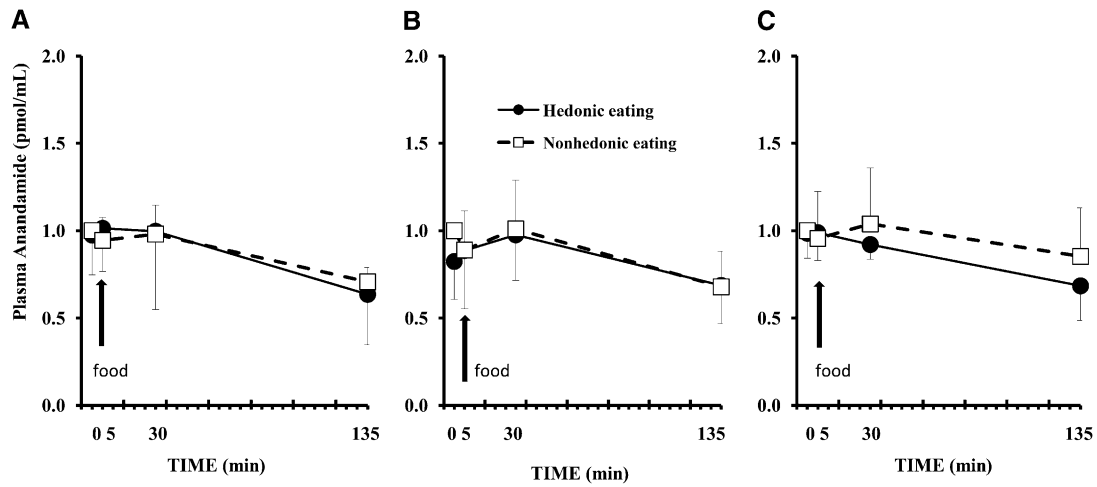 A
B
C
Plasma Anandamide (pmol/mL)
2.0
1.5
1.0
0.5
0.0
food
0 5
30
135
TIME (min)
2.0
1.5
1.0
0.5
0.0
Hedonic eating
Nonhedonic eating
food
0 5
30
135
TIME (min)
2.0
1.5
1.0
0.5
0.0
food
0 5
30
135
TIME (min)